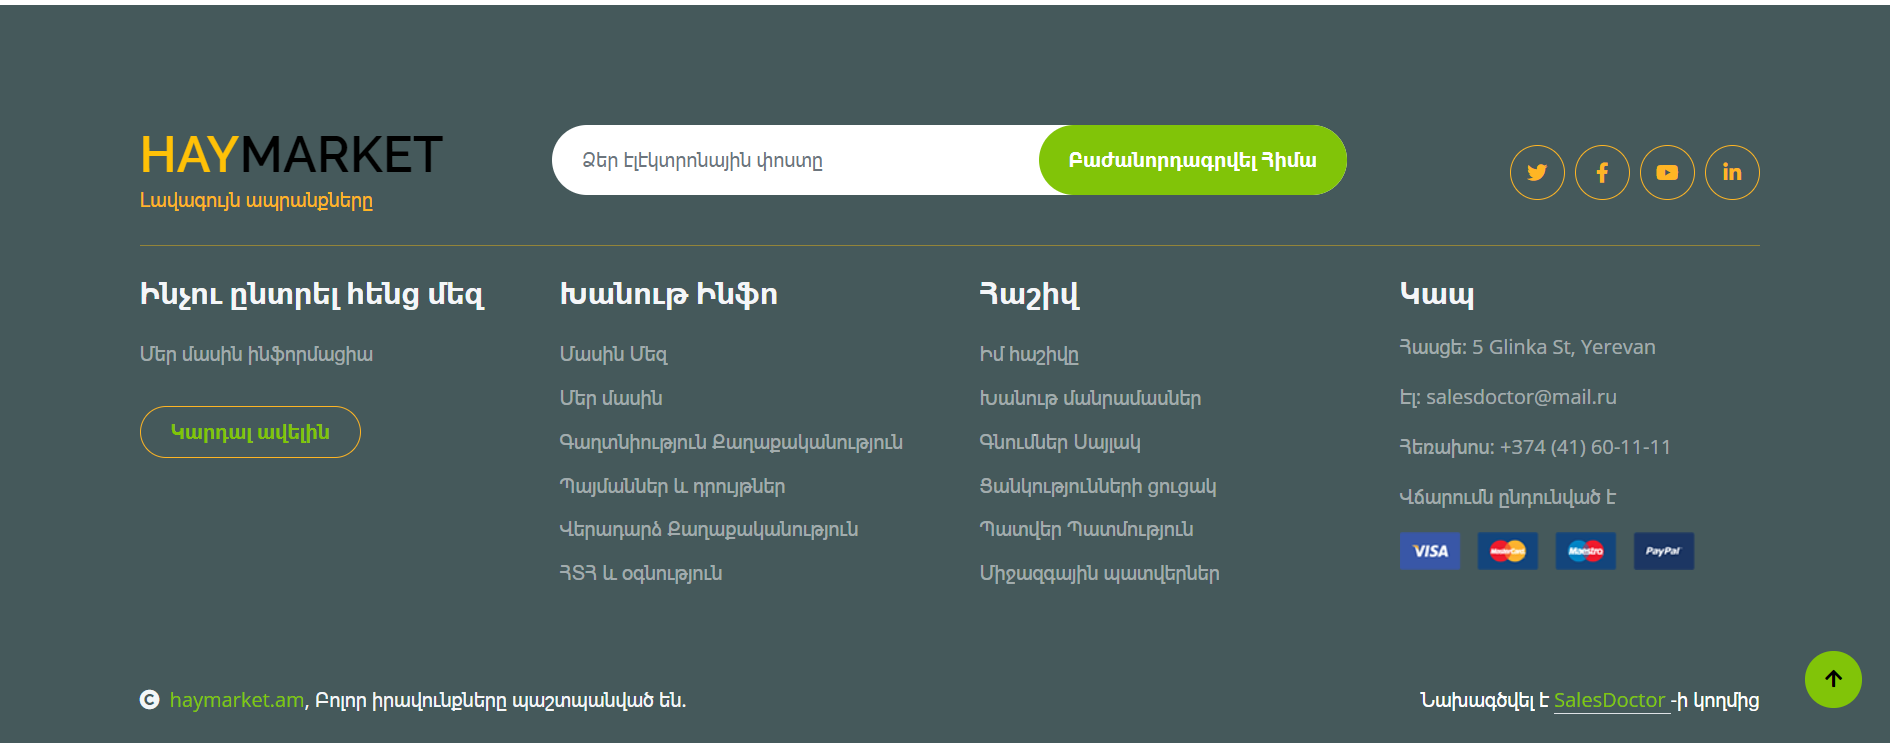 HAYMARKET
Լավագույն ապրանքները
Ձեր էլէկտրոնային փոստը
Բաժանորդագրվել Հիմա
Ինչու ընտրել հենց մեզ
Մեր մասին ինֆորմացիա
Կարդալ ավելին
Խանութ Ինֆո
Մասին Մեզ
Մեր մասին
Գաղտնիություն Քաղաքականություն
Պայմաններ և դրույթներ
Վերադարձ Քաղաքականություն
ՀՏՀ և օգնություն
Հաշիվ
Իմ հաշիվը
Խանութ մանրամասներ
Գնումներ Սայլակ
Ցանկությունների ցուցակ
Պատվեր Պատմություն
Միջազգային պատվերներ
Կապ
Հասցե: 5 Glinka St, Yerevan
Էլ: salesdoctor@mail.ru
Հեռախոս: +374 (41) 60-11-11
Վճարումն ընդունված է
VISA MasterCard Maestro PayPal
© haymarket.am, Բոլոր իրավունքները պաշտպանված են.
Նախագծվել է SalesDoctor -ի կողմից